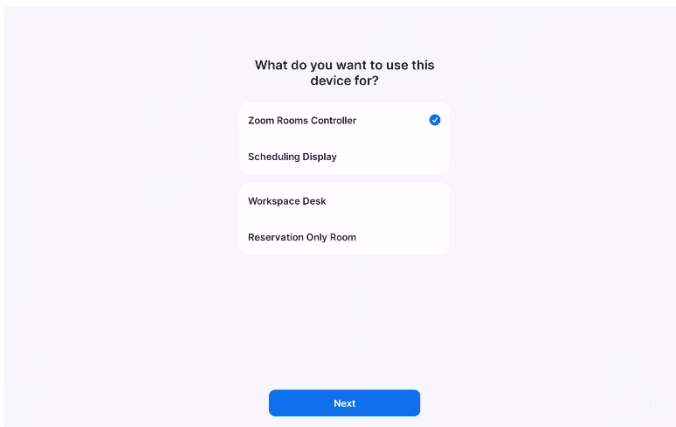 What do you want to use this
device for?
Zoom Rooms Controller
Scheduling Display
Workspace Desk
Reservation Only Room
Next